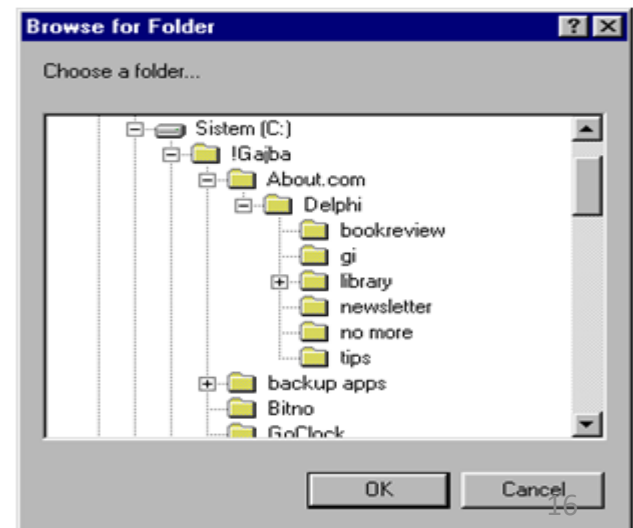 Browse for Folder
Choose a folder...
Sistem (C:)
!Gajba
About.com
Delphi
bookreview
gi
library
newsletter
no more
tips
backup apps
Bitno
GoClock
OK Cancel
16